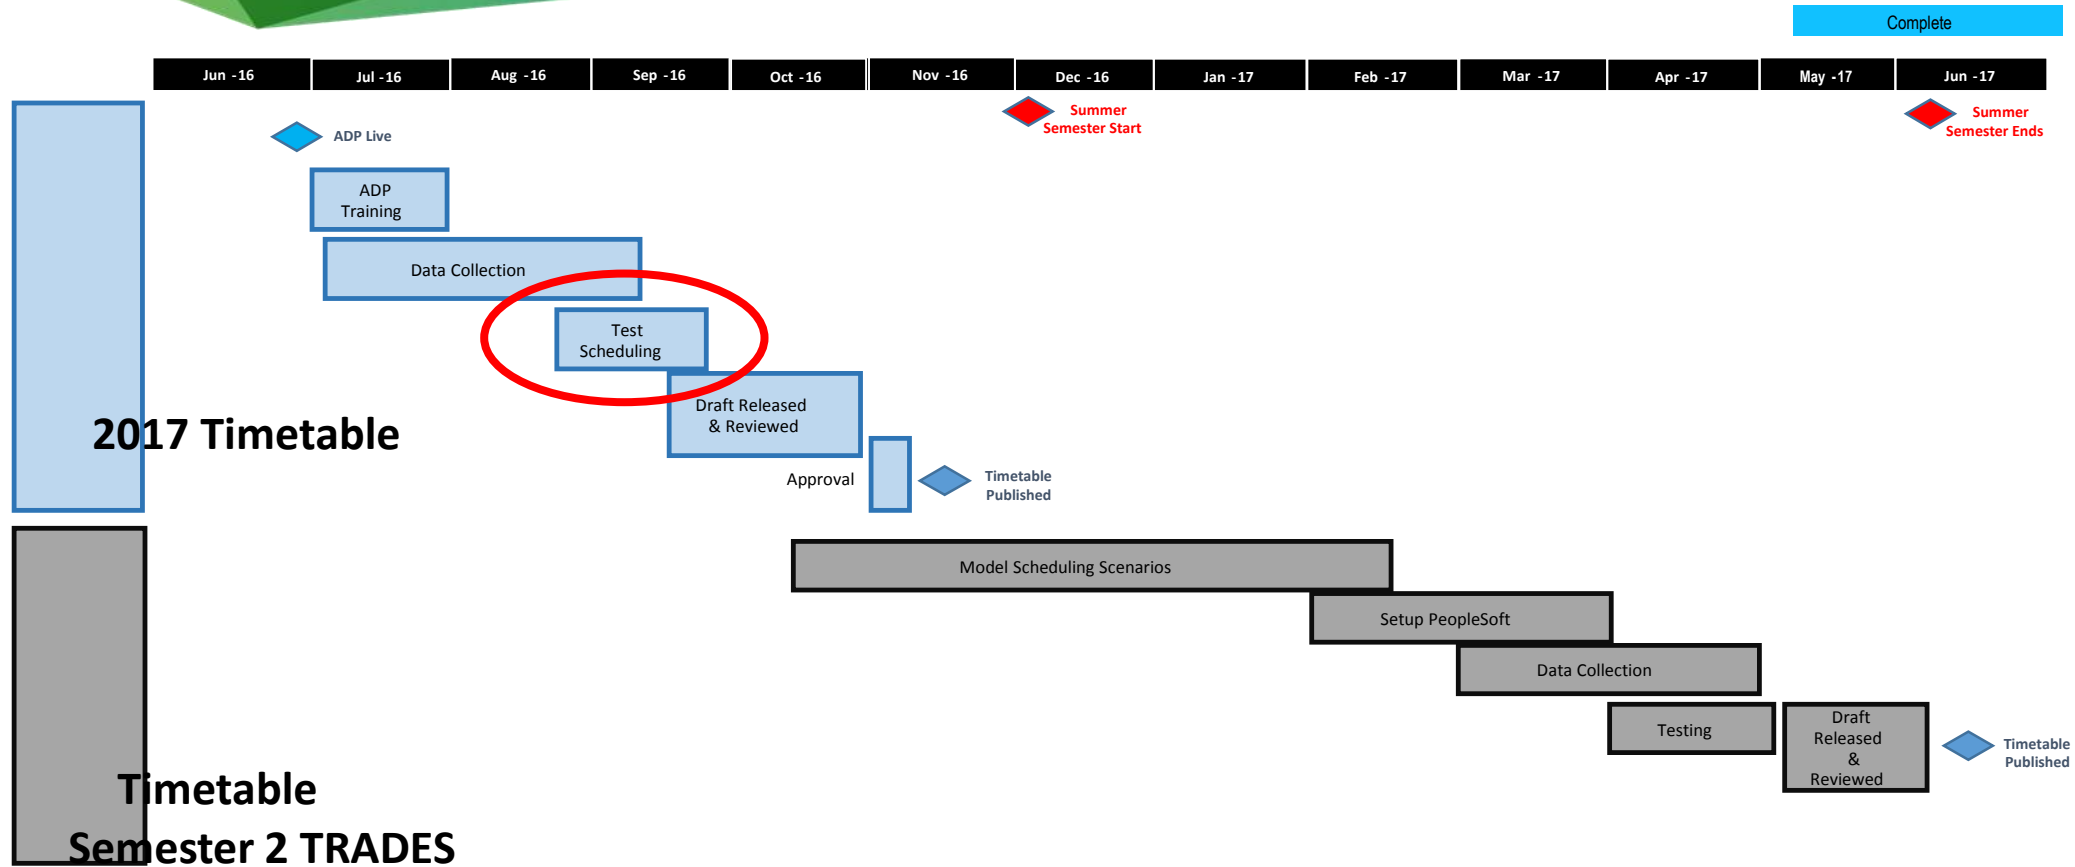 Complete
Jun -16
Jul -16
Aug -16
Sep -16
Oct -16
Nov -16
Dec -16
Jan -17
Feb -17
Mar -17
Apr -17
May -17
Jun -17
Summer
Semester Start
Summer
Semester Ends
ADP Live
ADP
Training
Data Collection
Test
Scheduling
Draft Released
& Reviewed
2017 Timetable
Approval
Timetable
Published
Model Scheduling Scenarios
Setup PeopleSoft
Data Collection
Testing
Draft
Released
&
Reviewed
Timetable
Published
Timetable
Semester 2 TRADES